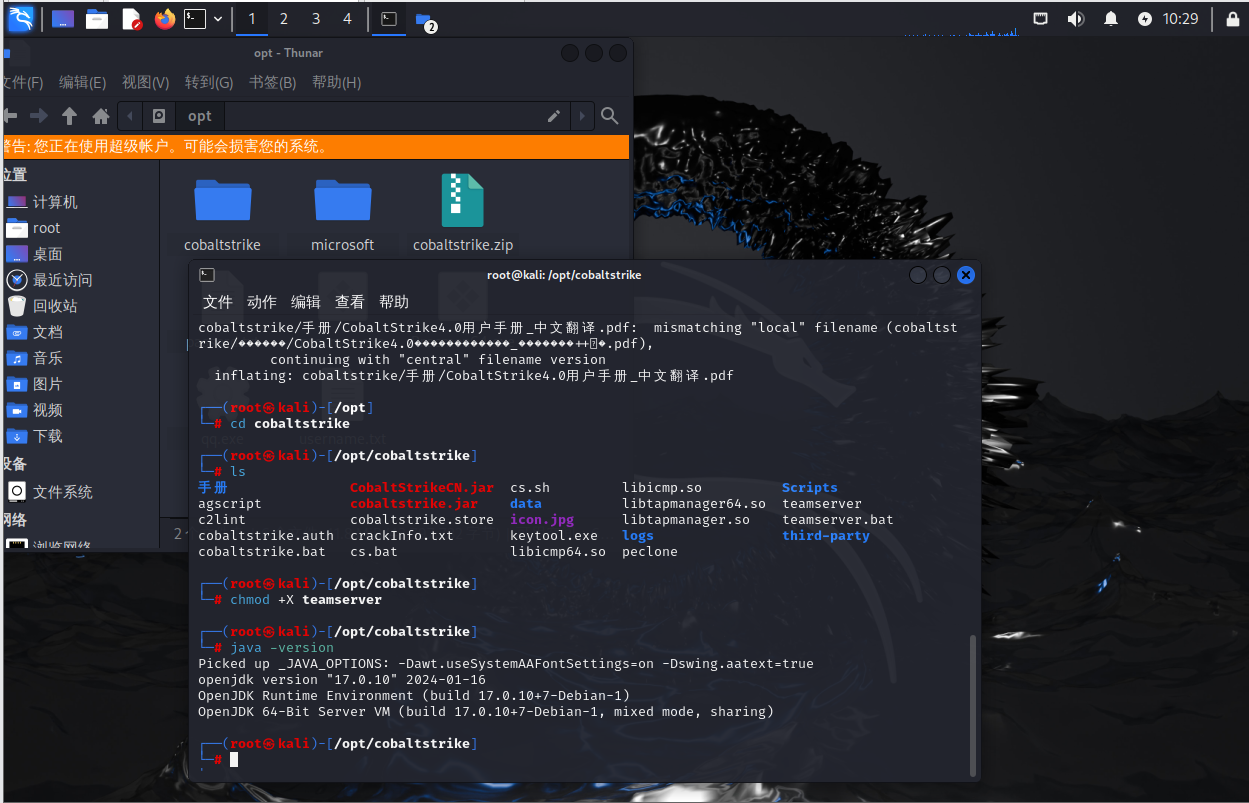 1 2 3 4
2
10:29
opt - Thunar
文件(F) 编辑(E) 视图(V) 转到(G) 书签(B) 帮助(H)
opt
警告: 您正在使用超级帐户。可能会损害您的系统。
位置
计算机
root
桌面
最近访问
回收站
文档
音乐
图片
视频
下载
设备
文件系统
网络
浏览网络
cobaltstrike microsoft cobaltstrike.zip
root@kali: /opt/cobaltstrike
文件 动作 编辑 查看 帮助
cobaltstrike/手册/CobaltStrike4.0用户手册_中文翻译.pdf:  mismatching "local" filename (cobaltst
rike/������/CobaltStrike4.0������������_�������++�.pdf),
continuing with "central" filename version
inflating: cobaltstrike/手册/CobaltStrike4.0用户手册_中文翻译.pdf
┌──(root㉿kali)-[/opt]
└─# cd cobaltstrike
┌──(root㉿kali)-[/opt/cobaltstrike]
└─# ls
手册 CobaltStrikeCN.jar cs.sh libicmp.so Scripts
agscript cobaltstrike.jar data libtapmanager64.so teamserver
c2lint cobaltstrike.store icon.jpg libtapmanager.so teamserver.bat
cobaltstrike.auth crackInfo.txt keytool.exe logs third-party
cobaltstrike.bat cs.bat libicmp64.so peclone
┌──(root㉿kali)-[/opt/cobaltstrike]
└─# chmod +X teamserver
┌──(root㉿kali)-[/opt/cobaltstrike]
└─# java -version
Picked up _JAVA_OPTIONS: -Dawt.useSystemAAFontSettings=on -Dswing.aatext=true
openjdk version "17.0.10" 2024-01-16
OpenJDK Runtime Environment (build 17.0.10+7-Debian-1)
OpenJDK 64-Bit Server VM (build 17.0.10+7-Debian-1, mixed mode, sharing)
┌──(root㉿kali)-[/opt/cobaltstrike]
└─#